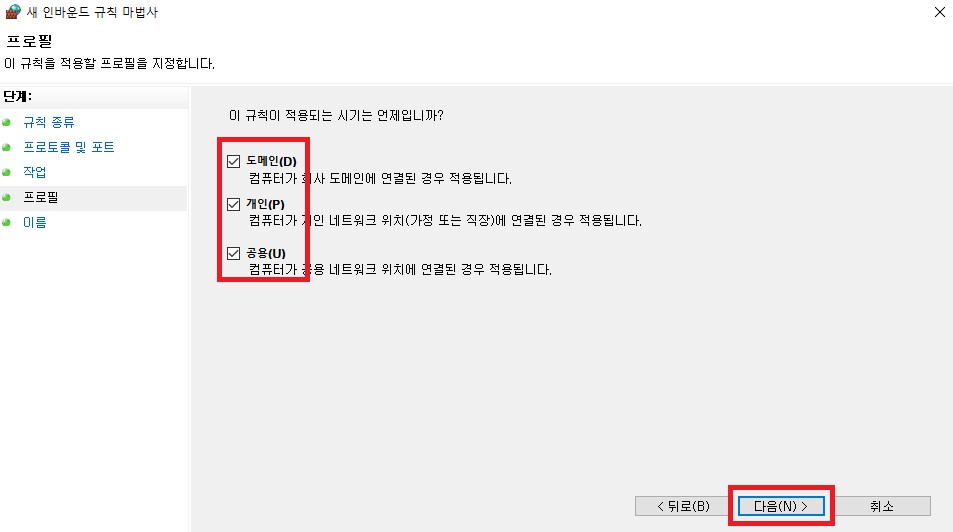 새 인바운드 규칙 마법사
프로필
이 규칙을 적용할 프로필을 지정합니다.
단계:
규칙 종류
프로토콜 및 포트
작업
프로필
이름
이 규칙이 적용되는 시기는 언제입니까?
도메인(D)
컴퓨터가 회사 도메인에 연결된 경우 적용됩니다.
개인(P)
컴퓨터가 개인 네트워크 위치(가정 또는 직장)에 연결된 경우 적용됩니다.
공용(U)
컴퓨터가 공용 네트워크 위치에 연결된 경우 적용됩니다.
< 뒤로(B)
다음(N) >
취소